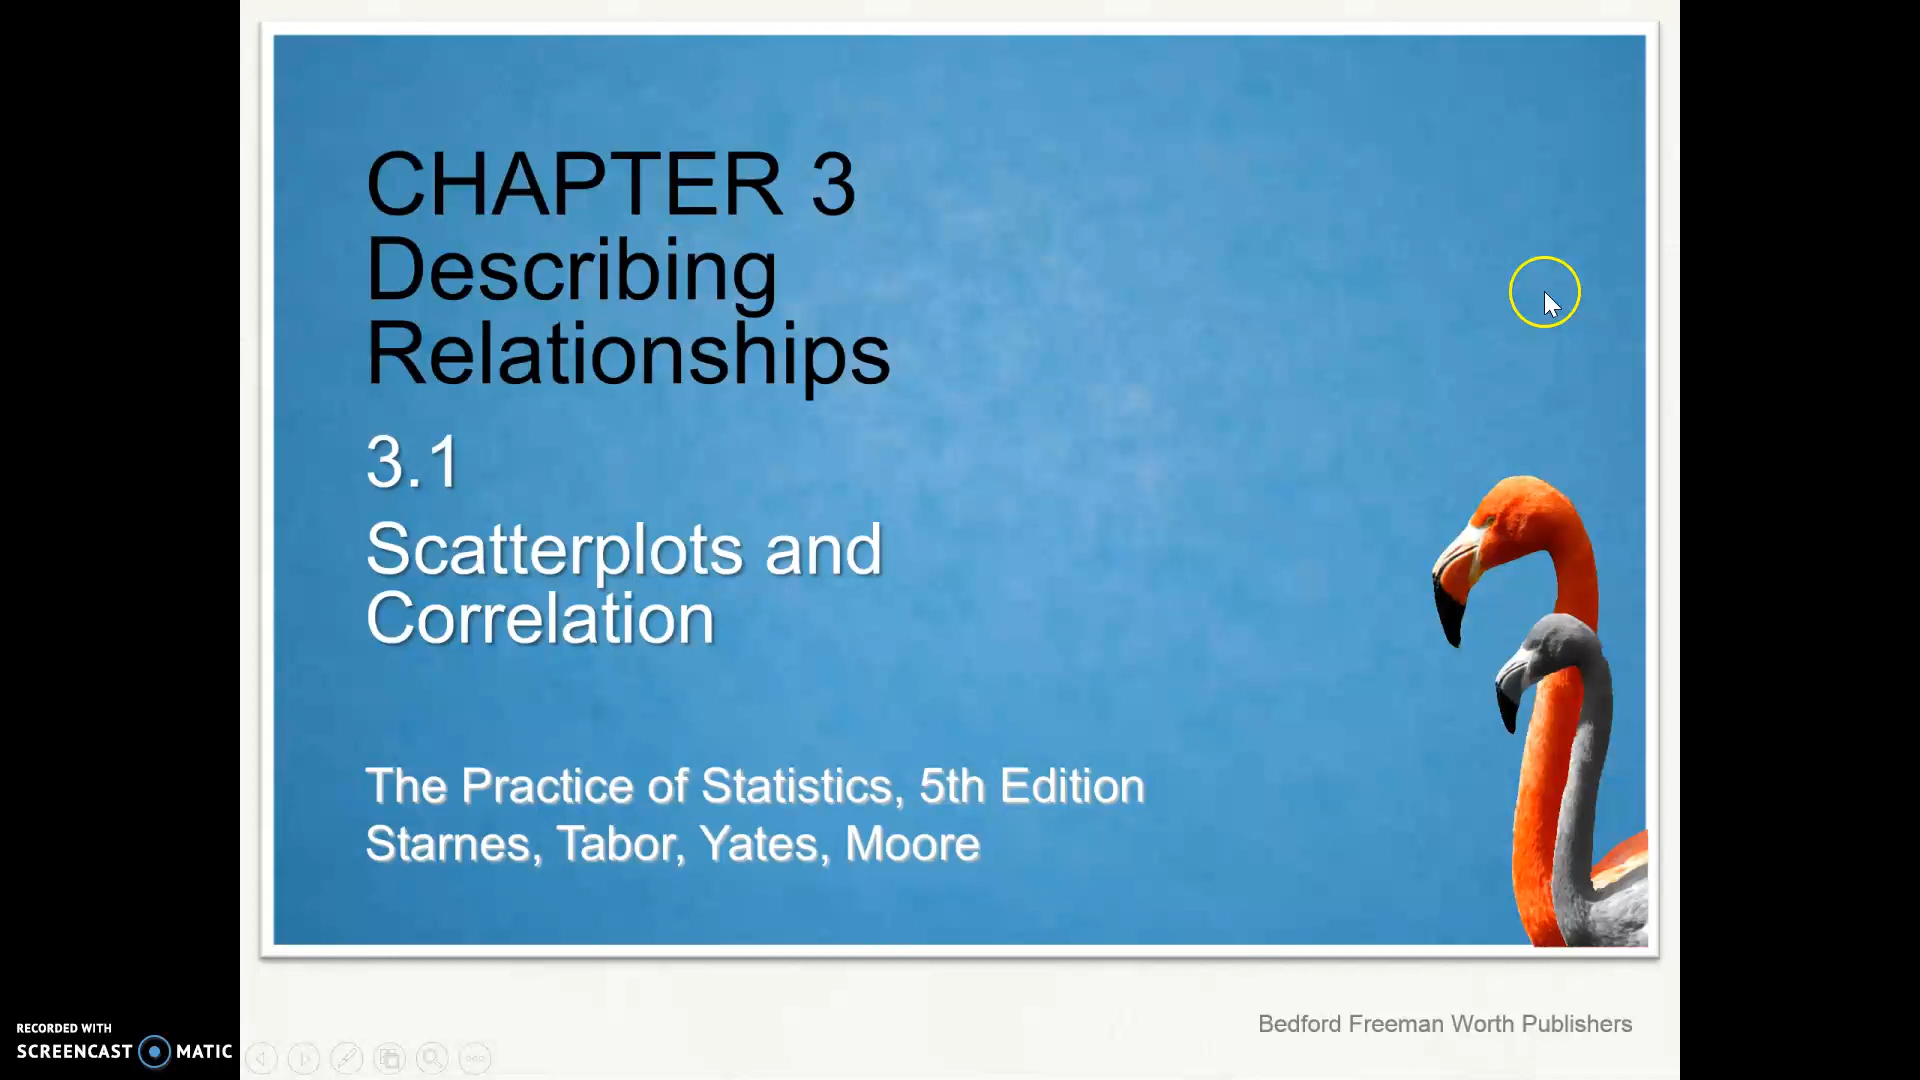 CHAPTER 3
Describing
Relationships
3.1
Scatterplots and
Correlation
The Practice of Statistics, 5th Edition
Starnes, Tabor, Yates, Moore
Bedford Freeman Worth Publishers
RECORDED WITH
SCREENCAST MATIC